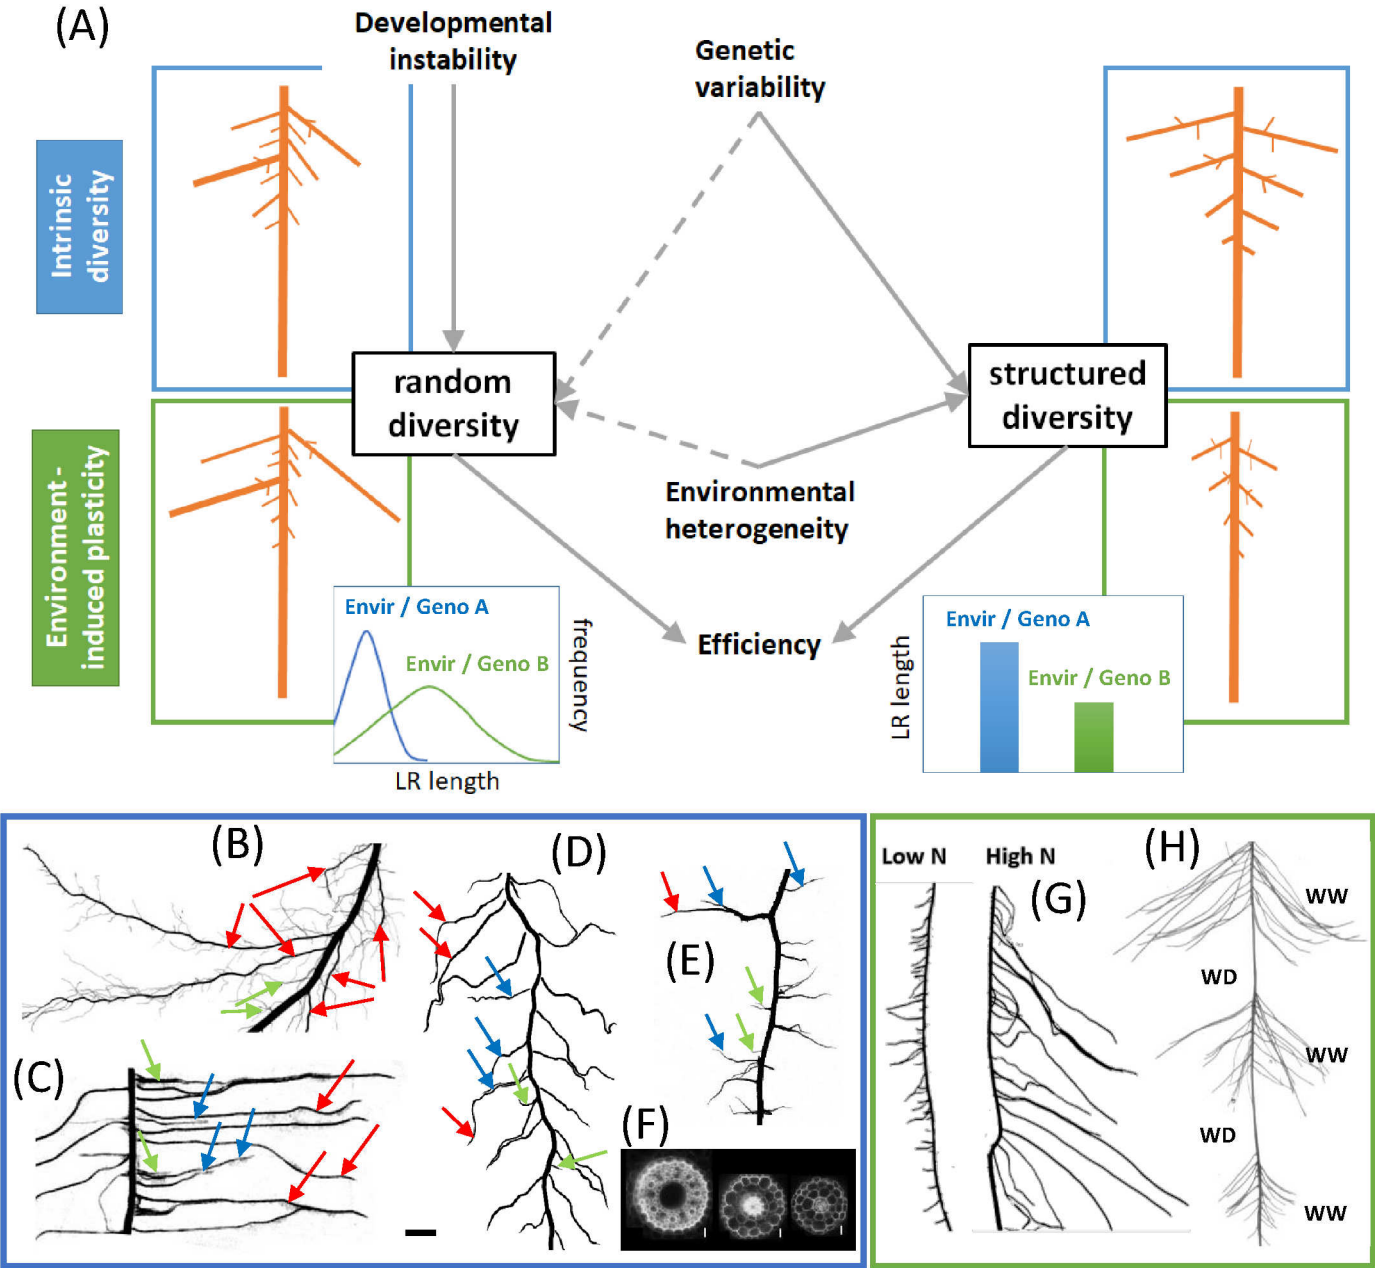 (A)
Developmental
instability
Genetic
variability
Intrinsic
diversity
random
diversity
structured
diversity
Environment-
induced plasticity
Environmental
heterogeneity
Efficiency
Envir / Geno A
Envir / Geno B
frequency
LR length
Envir / Geno A
Envir / Geno B
LR length
(B)
(C)
(D)
(E)
(F)
Low N
High N
(G)
(H)
WW
WD
WW
WD
WW